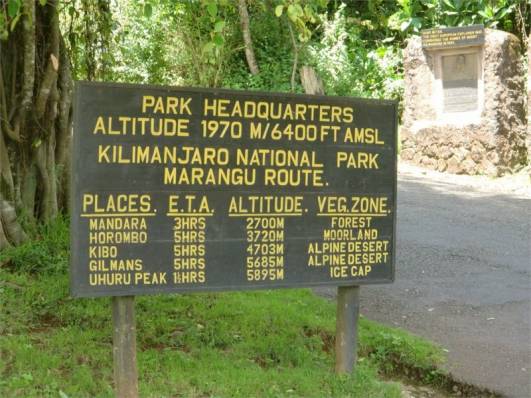 PARK HEADQUARTERS
ALTITUDE 1970 M/6400 FT AMSL
KILIMANJARO NATIONAL PARK
MARANGU ROUTE.
PLACES. E.T.A. ALTITUDE. VEG. ZONE.
MANDARA 3HRS 2700M FOREST
HOROMBO 5HRS 3720M MOORLAND
KIBO 5HRS 4703M ALPINE DESERT
GILMANS 5HRS 5685M ALPINE DESERT
UHURU PEAK 1½HRS 5895M ICE CAP